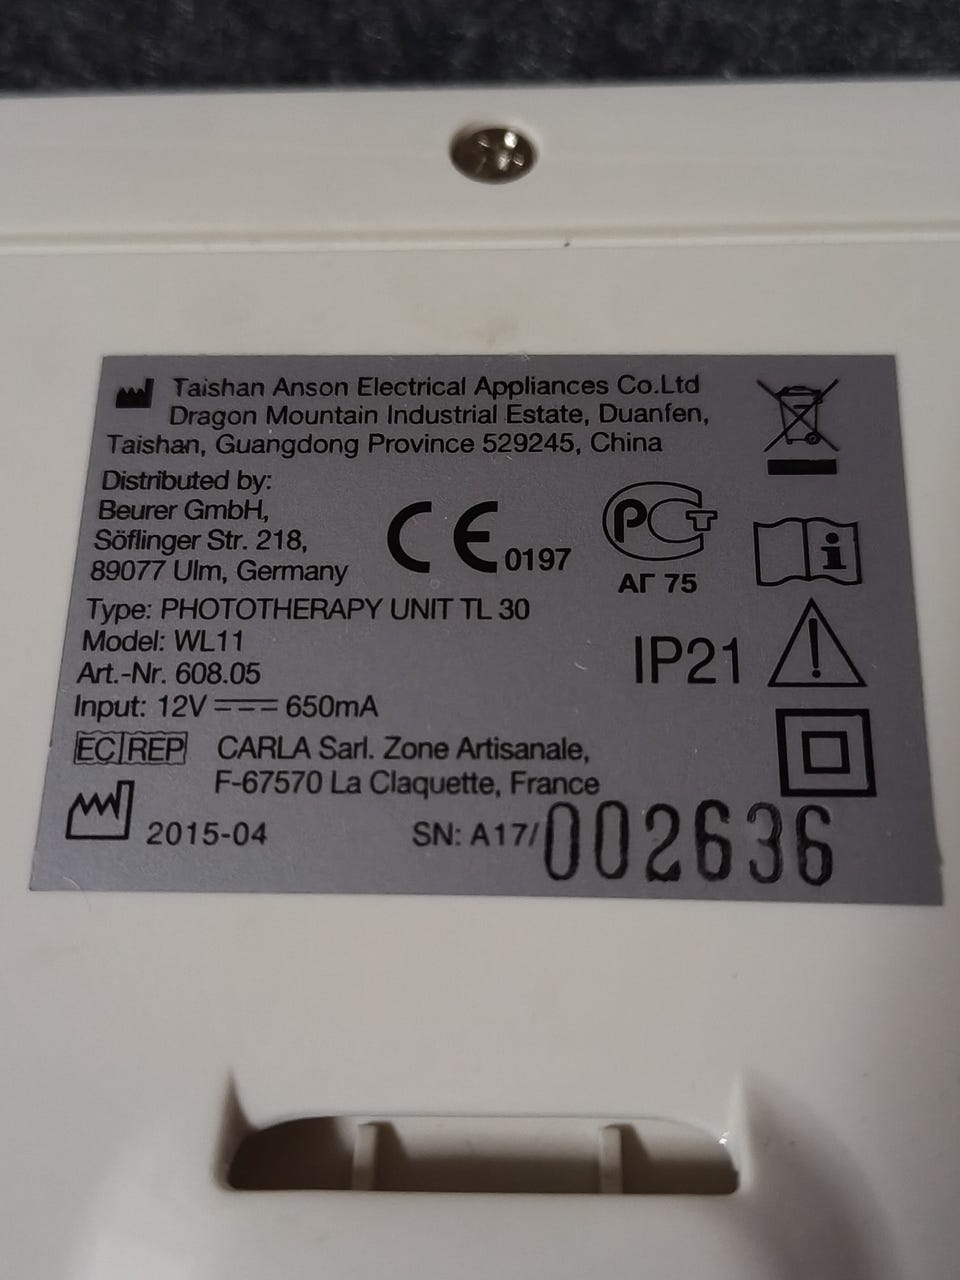 Taishan Anson Electrical Appliances Co.Ltd
Dragon Mountain Industrial Estate, Duanfen,
Taishan, Guangdong Province 529245, China
Distributed by:
Beurer GmbH,
Söflinger Str. 218,
89077 Ulm, Germany
CE 0197
РСТ
АГ 75
Type: PHOTOTHERAPY UNIT TL 30
Model: WL11
Art.-Nr. 608.05
IP21
Input: 12V 650mA
EC REP CARLA Sarl. Zone Artisanale,
F-67570 La Claquette, France
2015-04
SN: A17/002636